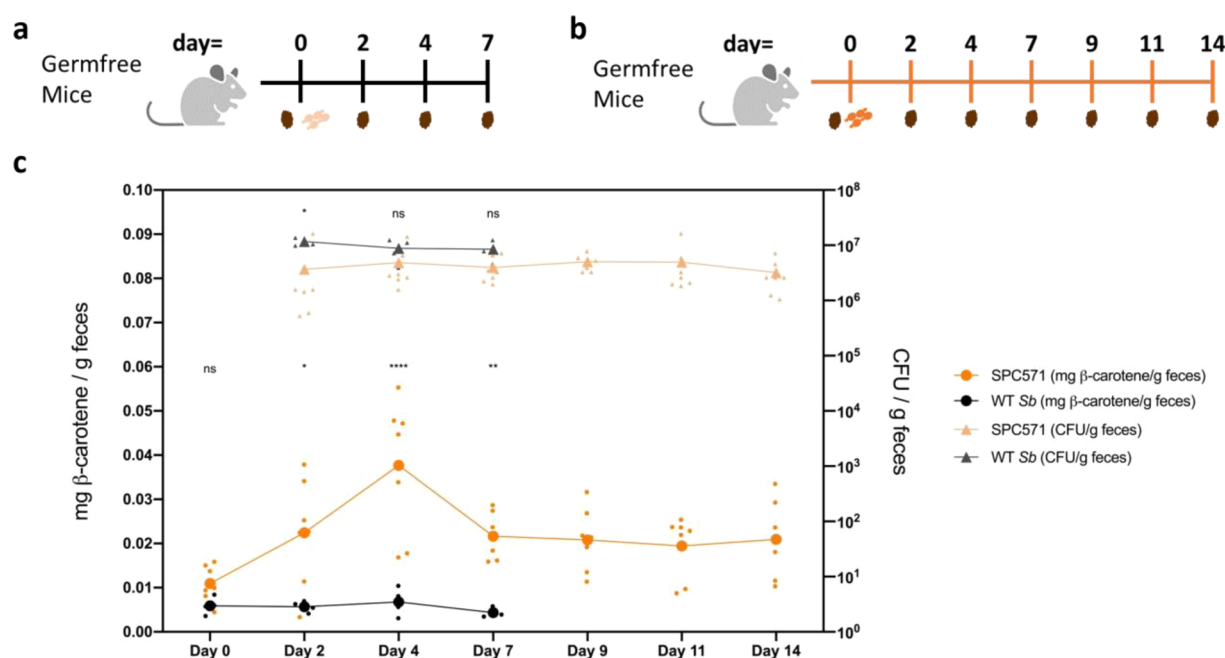 a
day= 0 2 4 7
Germfree
Mice
b
day= 0 2 4 7 9 11 14
Germfree
Mice
c
mg β-carotene / g feces
0.10
0.09
0.08
0.07
0.06
0.05
0.04
0.03
0.02
0.01
0.00
ns * **** **
* ns ns
10⁸
10⁷
10⁶
10⁵
10⁴
10³
10²
10¹
10⁰
CFU / g feces
Day 0 Day 2 Day 4 Day 7 Day 9 Day 11 Day 14
SPC571 (mg β-carotene/g feces)
WT Sb (mg β-carotene/g feces)
SPC571 (CFU/g feces)
WT Sb (CFU/g feces)